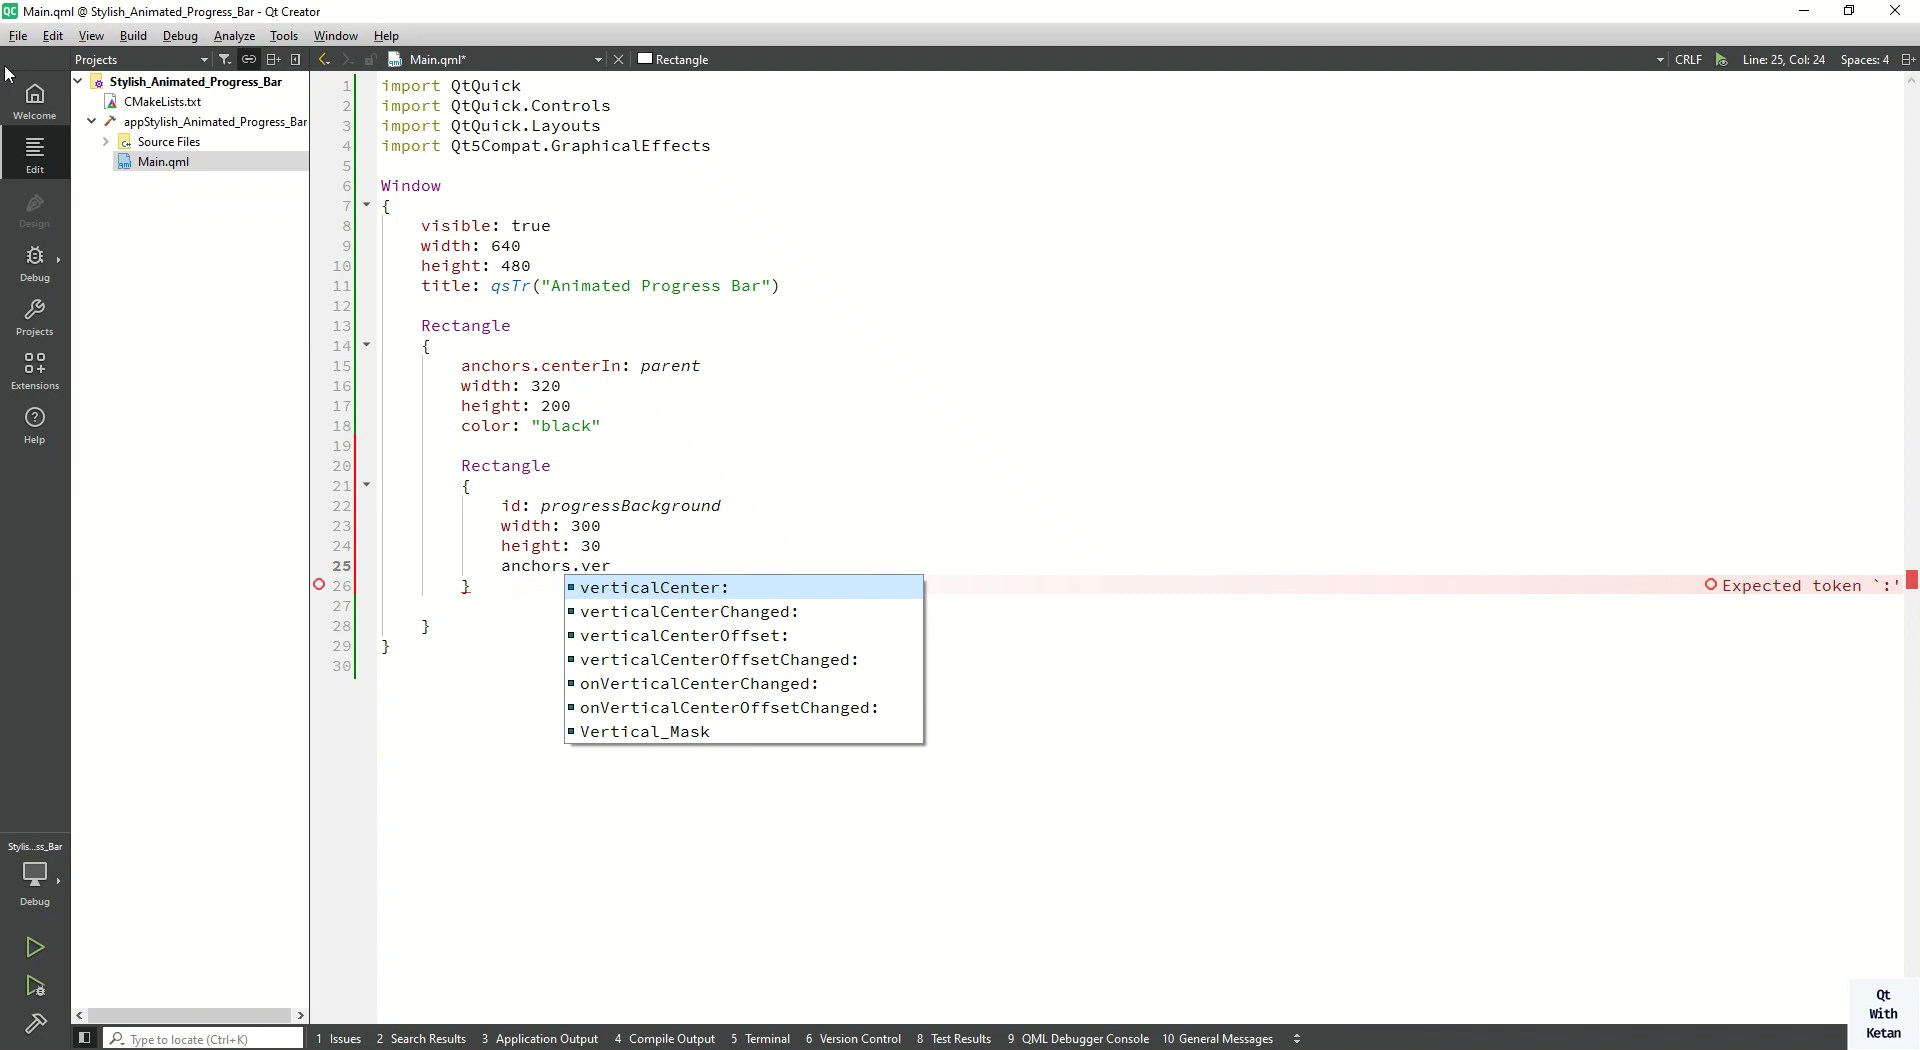 Main.qml @ Stylish_Animated_Progress_Bar - Qt Creator
File Edit View Build Debug Analyze Tools Window Help
Projects Main.qml* Rectangle CRLF Line: 25, Col: 24 Spaces: 4
Welcome
Edit
Design
Debug
Projects
Extensions
Help
Stylish_Animated_Progress_Bar
CMakeLists.txt
appStylish_Animated_Progress_Bar
Source Files
Main.qml
1 import QtQuick
2 import QtQuick.Controls
3 import QtQuick.Layouts
4 import Qt5Compat.GraphicalEffects
5
6 Window
7 {
8 visible: true
9 width: 640
10 height: 480
11 title: qsTr("Animated Progress Bar")
12
13 Rectangle
14 {
15 anchors.centerIn: parent
16 width: 320
17 height: 200
18 color: "black"
19
20 Rectangle
21 {
22 id: progressBackground
23 width: 300
24 height: 30
25 anchors.ver
26 } Expected token `:'
27
28 }
29 }
30
verticalCenter:
verticalCenterChanged:
verticalCenterOffset:
verticalCenterOffsetChanged:
onVerticalCenterChanged:
onVerticalCenterOffsetChanged:
Vertical_Mask
Stylis...ss_Bar
Debug
Type to locate (Ctrl+K) 1 Issues 2 Search Results 3 Application Output 4 Compile Output 5 Terminal 6 Version Control 8 Test Results 9 QML Debugger Console 10 General Messages
Qt
With
Ketan